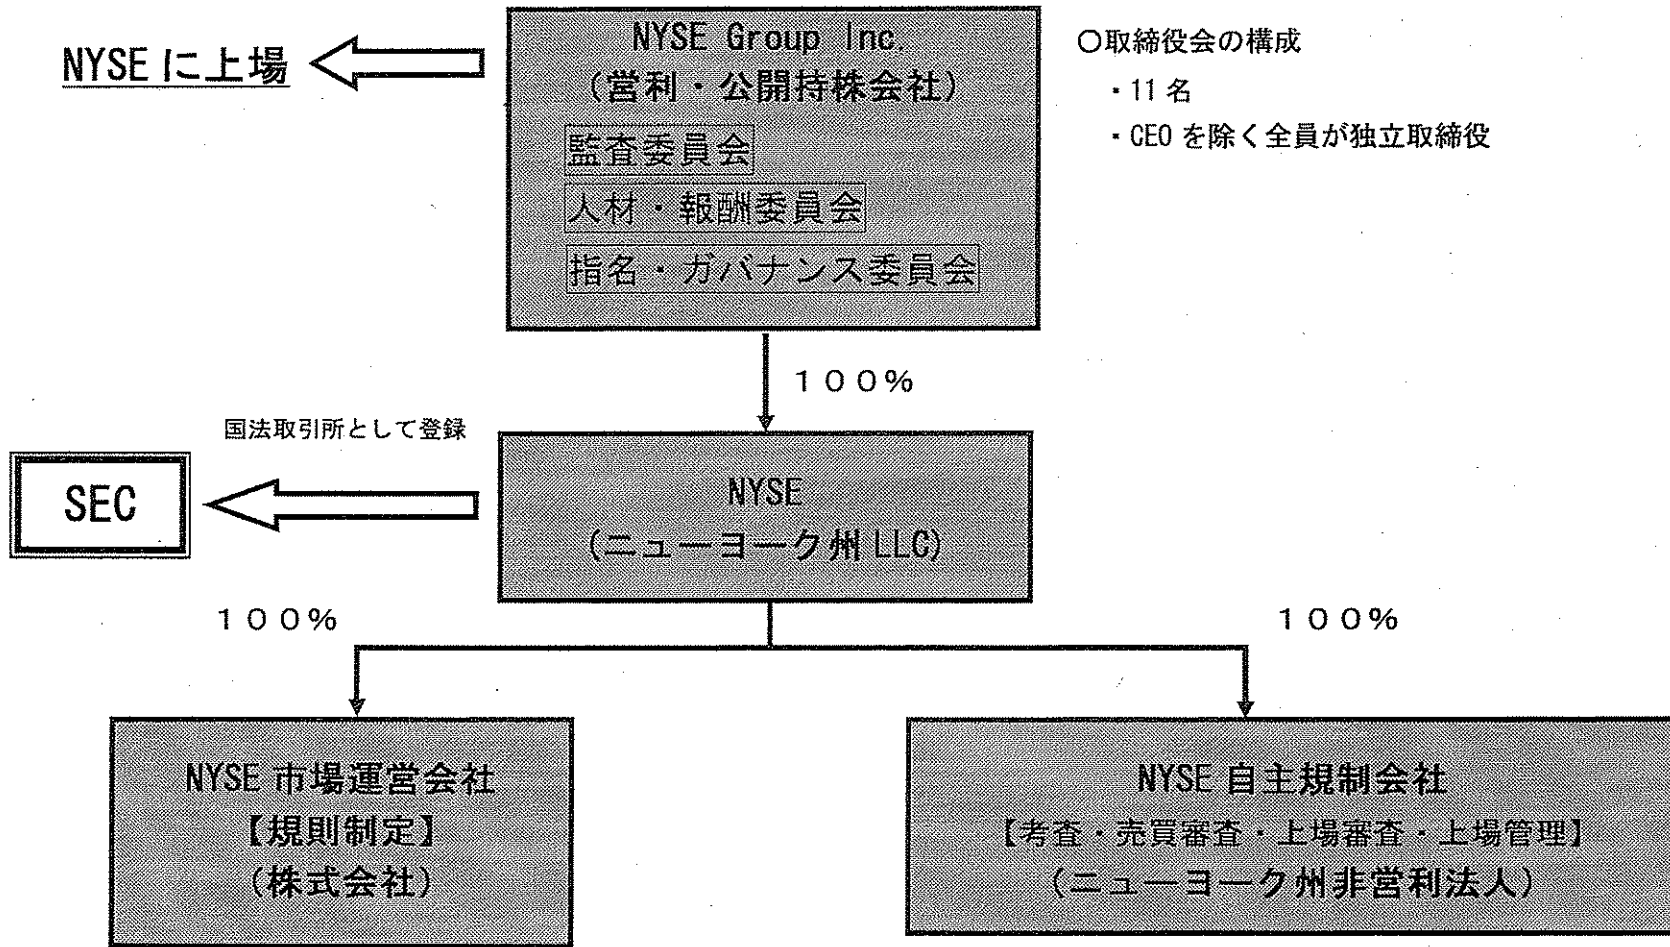 NYSE に上場
NYSE Group Inc.
(営利・公開持株会社)
監査委員会
人材・報酬委員会
指名・ガバナンス委員会
〇取締役会の構成
・11 名
・CEO を除く全員が独立取締役
100%
国法取引所として登録
SEC
NYSE
(ニューヨーク州 LLC)
100%
100%
NYSE 市場運営会社
【規則制定】
(株式会社)
NYSE 自主規制会社
【考査・売買審査・上場審査・上場管理】
(ニューヨーク州非営利法人)